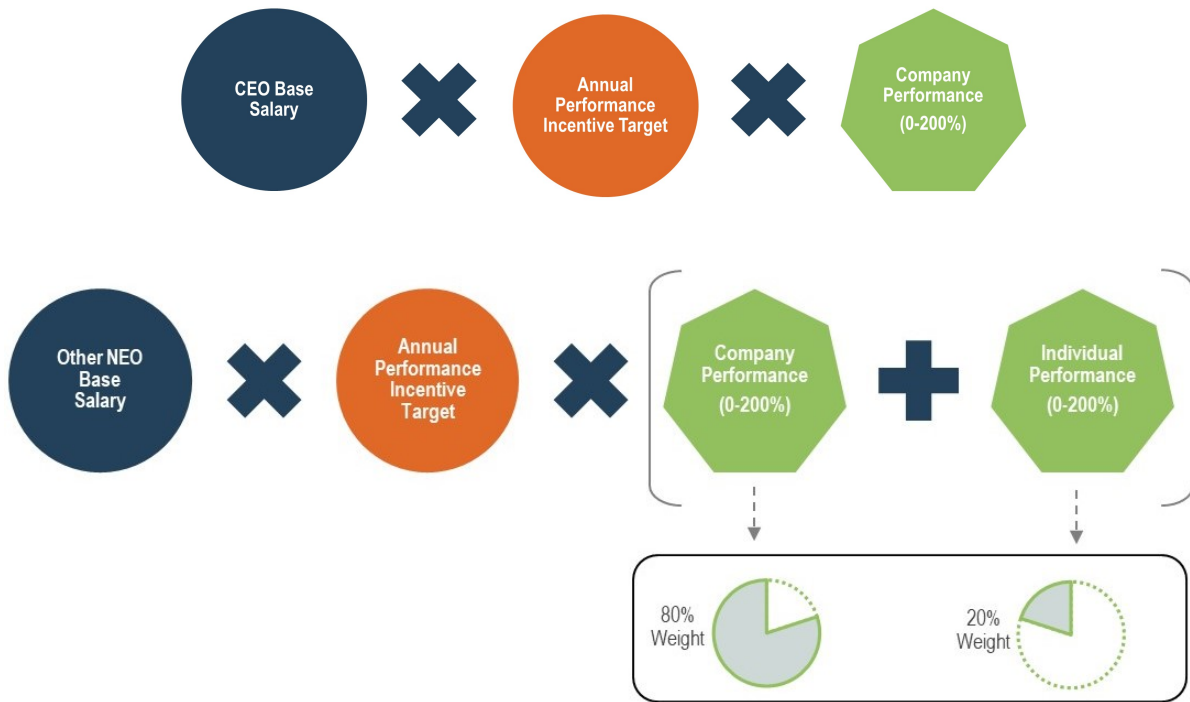 CEO Base
Salary
Annual
Performance
Incentive Target
Company
Performance
(0-200%)
Other NEO
Base
Salary
Annual
Performance
Incentive
Target
Company
Performance
(0-200%)
Individual
Performance
(0-200%)
80%
Weight
20%
Weight